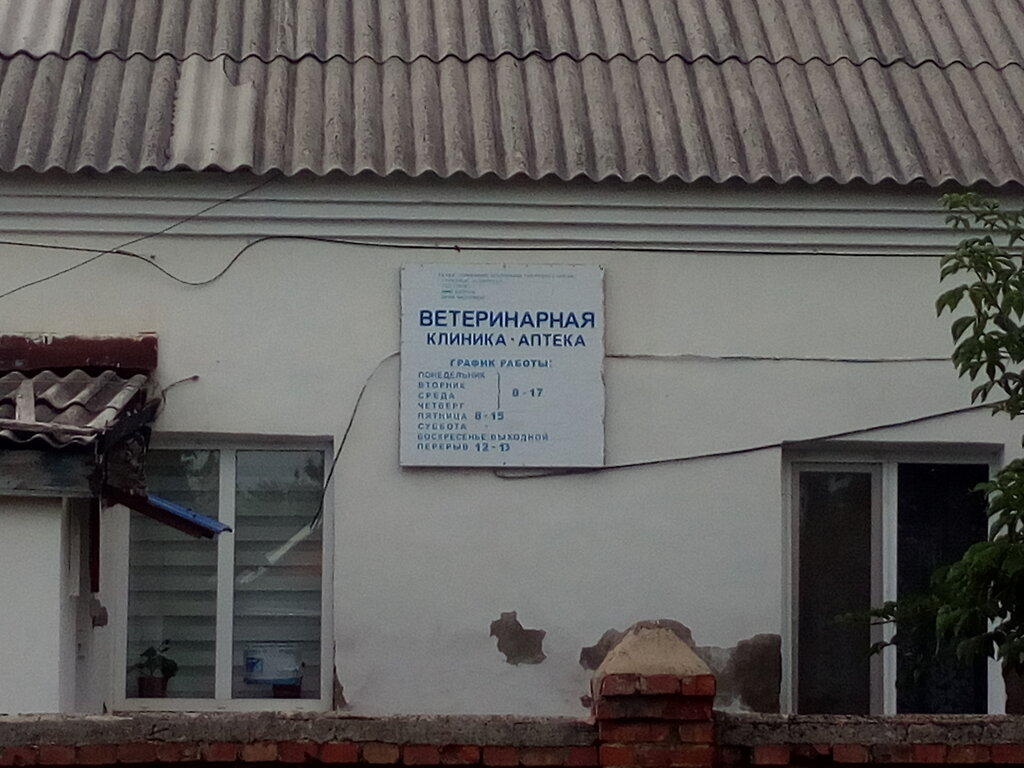 ВЕТЕРИНАРНАЯ
КЛИНИКА · АПТЕКА
ГРАФИК РАБОТЫ:
ПОНЕДЕЛЬНИК
ВТОРНИК
СРЕДА 8 - 17
ЧЕТВЕРГ
ПЯТНИЦА 8 - 15
СУББОТА -
ВОСКРЕСЕНЬЕ ВЫХОДНОЙ
ПЕРЕРЫВ 12 - 13